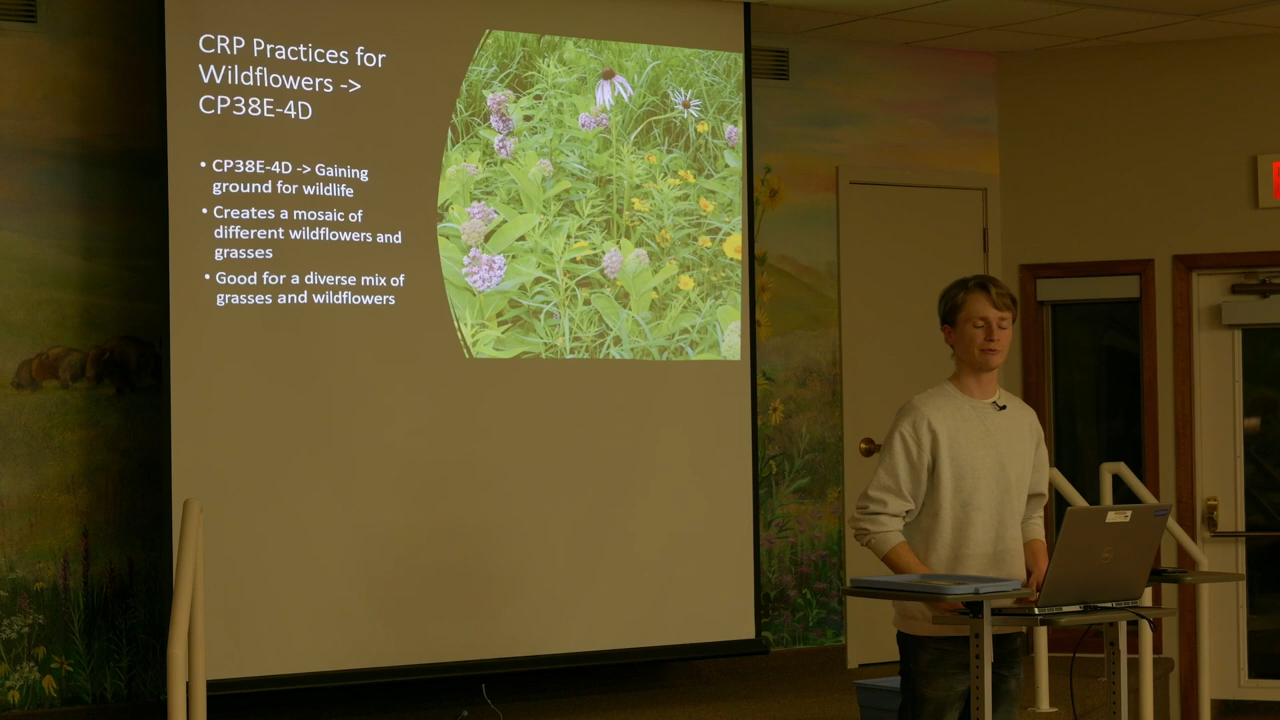 CRP Practices for
Wildflowers ->
CP38E-4D
• CP38E-4D -> Gaining
ground for wildlife
• Creates a mosaic of
different wildflowers and
grasses
• Good for a diverse mix of
grasses and wildflowers